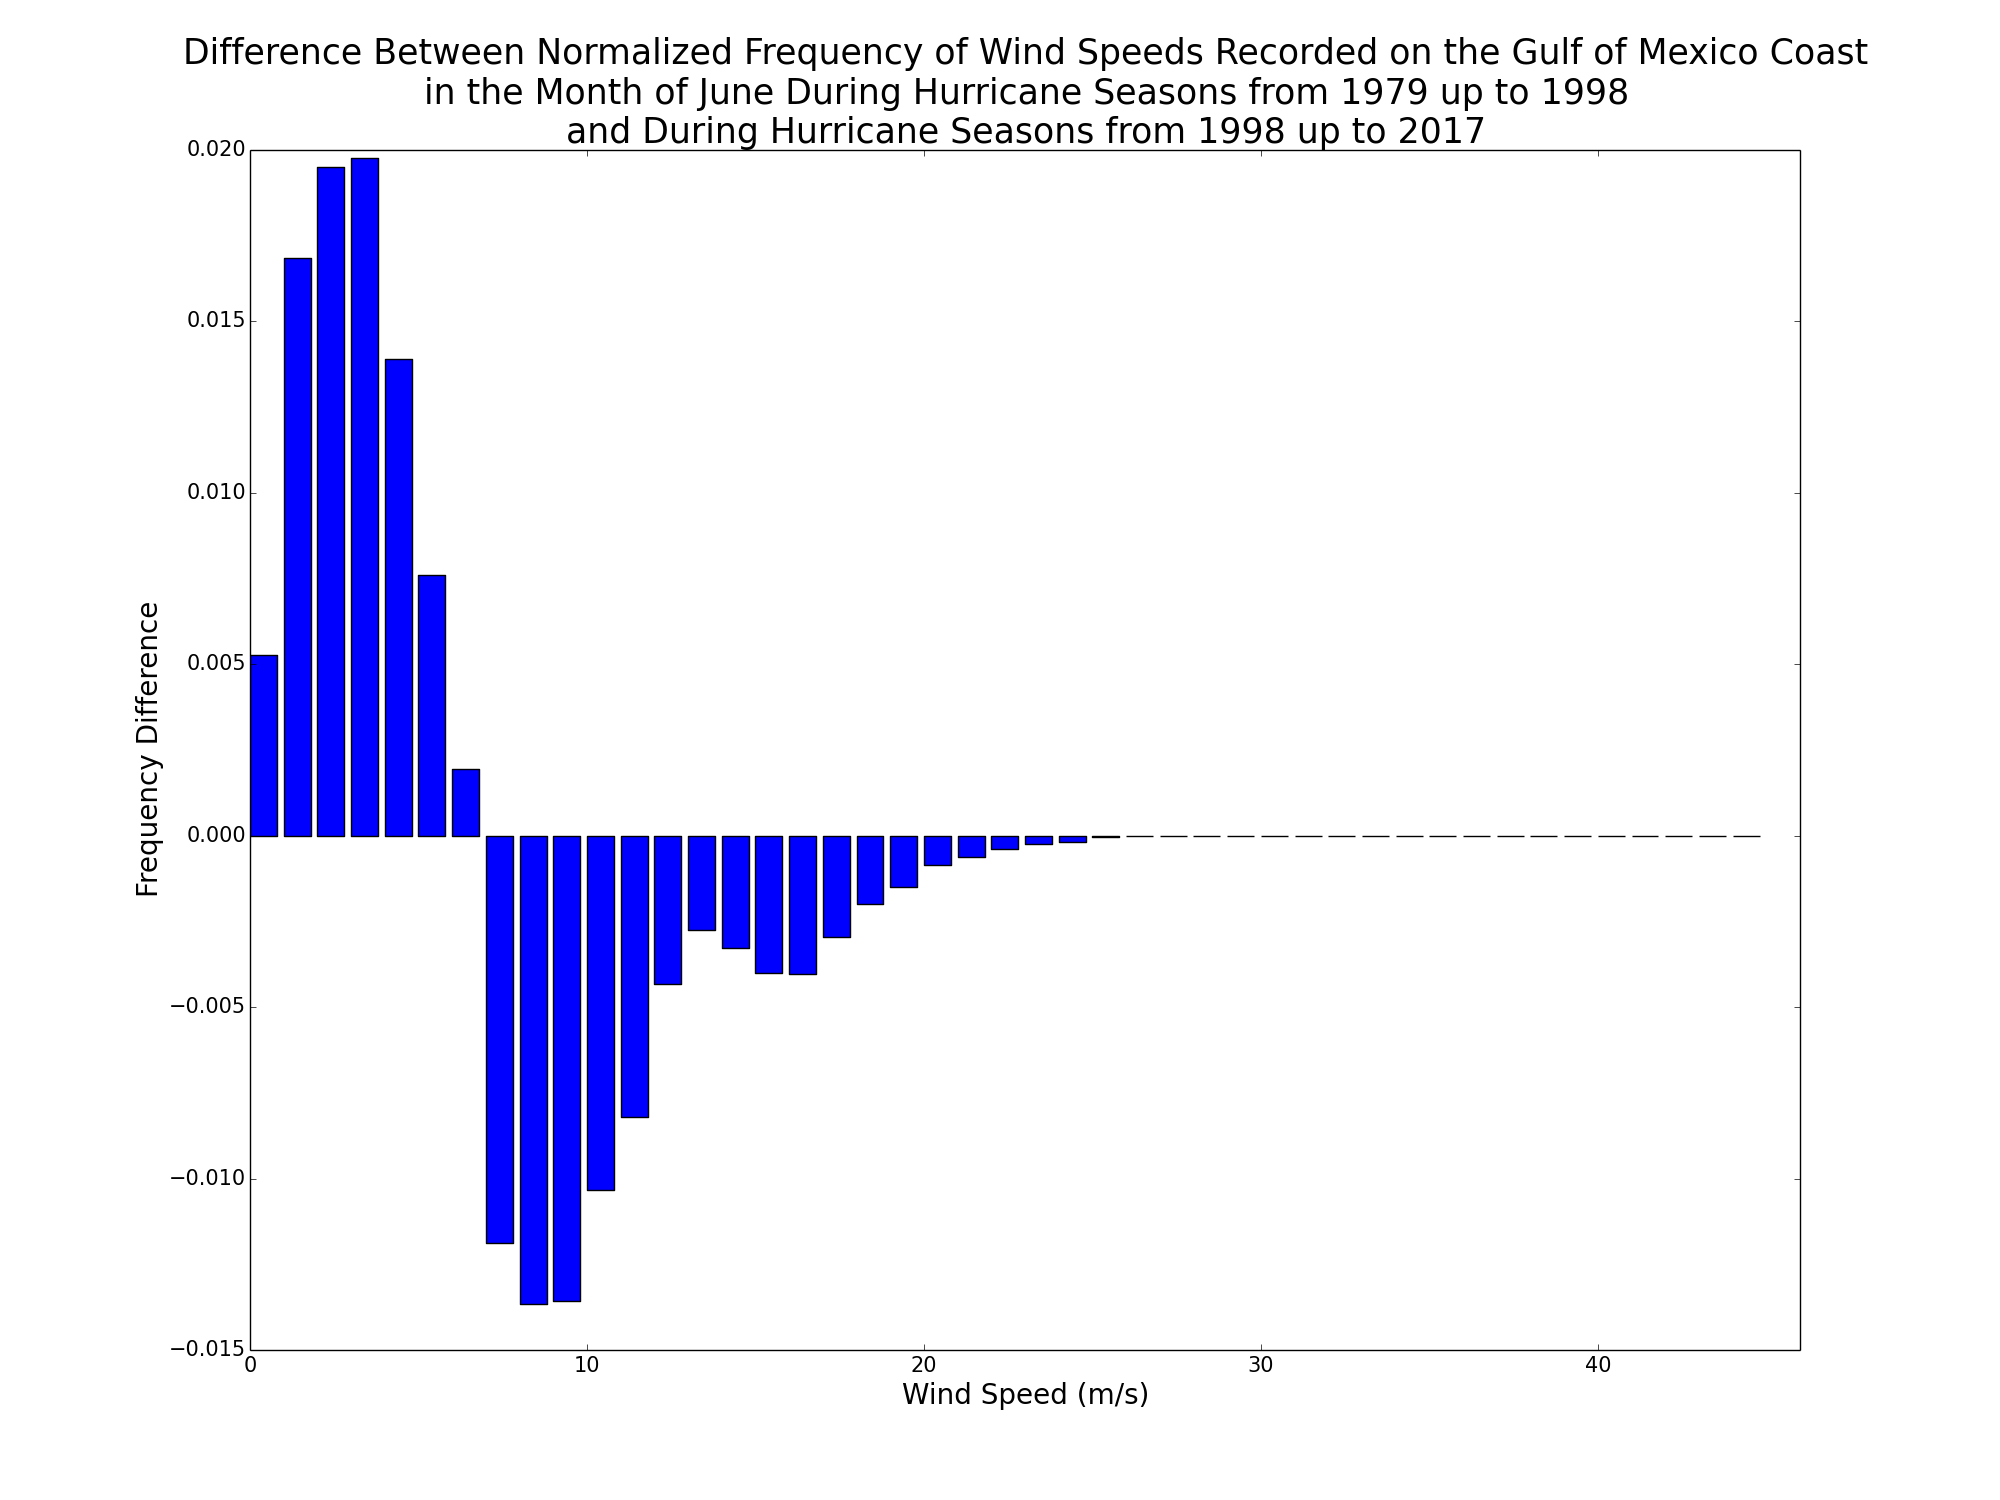 Difference Between Normalized Frequency of Wind Speeds Recorded on the Gulf of Mexico Coast
in the Month of June During Hurricane Seasons from 1979 up to 1998
and During Hurricane Seasons from 1998 up to 2017
0.020
0.015
0.010
0.005
0.000
−0.005
−0.010
−0.015
Frequency Difference
0 10 20 30 40
Wind Speed (m/s)